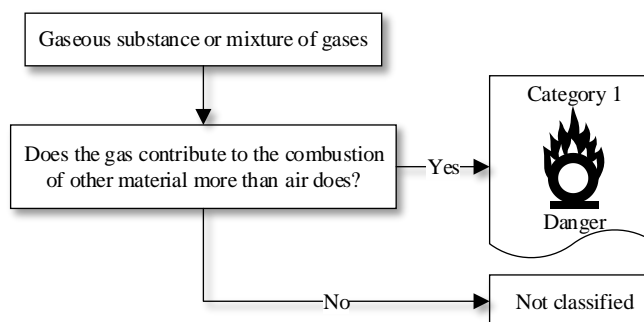 Gaseous substance or mixture of gases
Does the gas contribute to the combustion
of other material more than air does?
Yes
Category 1
Danger
No
Not classified